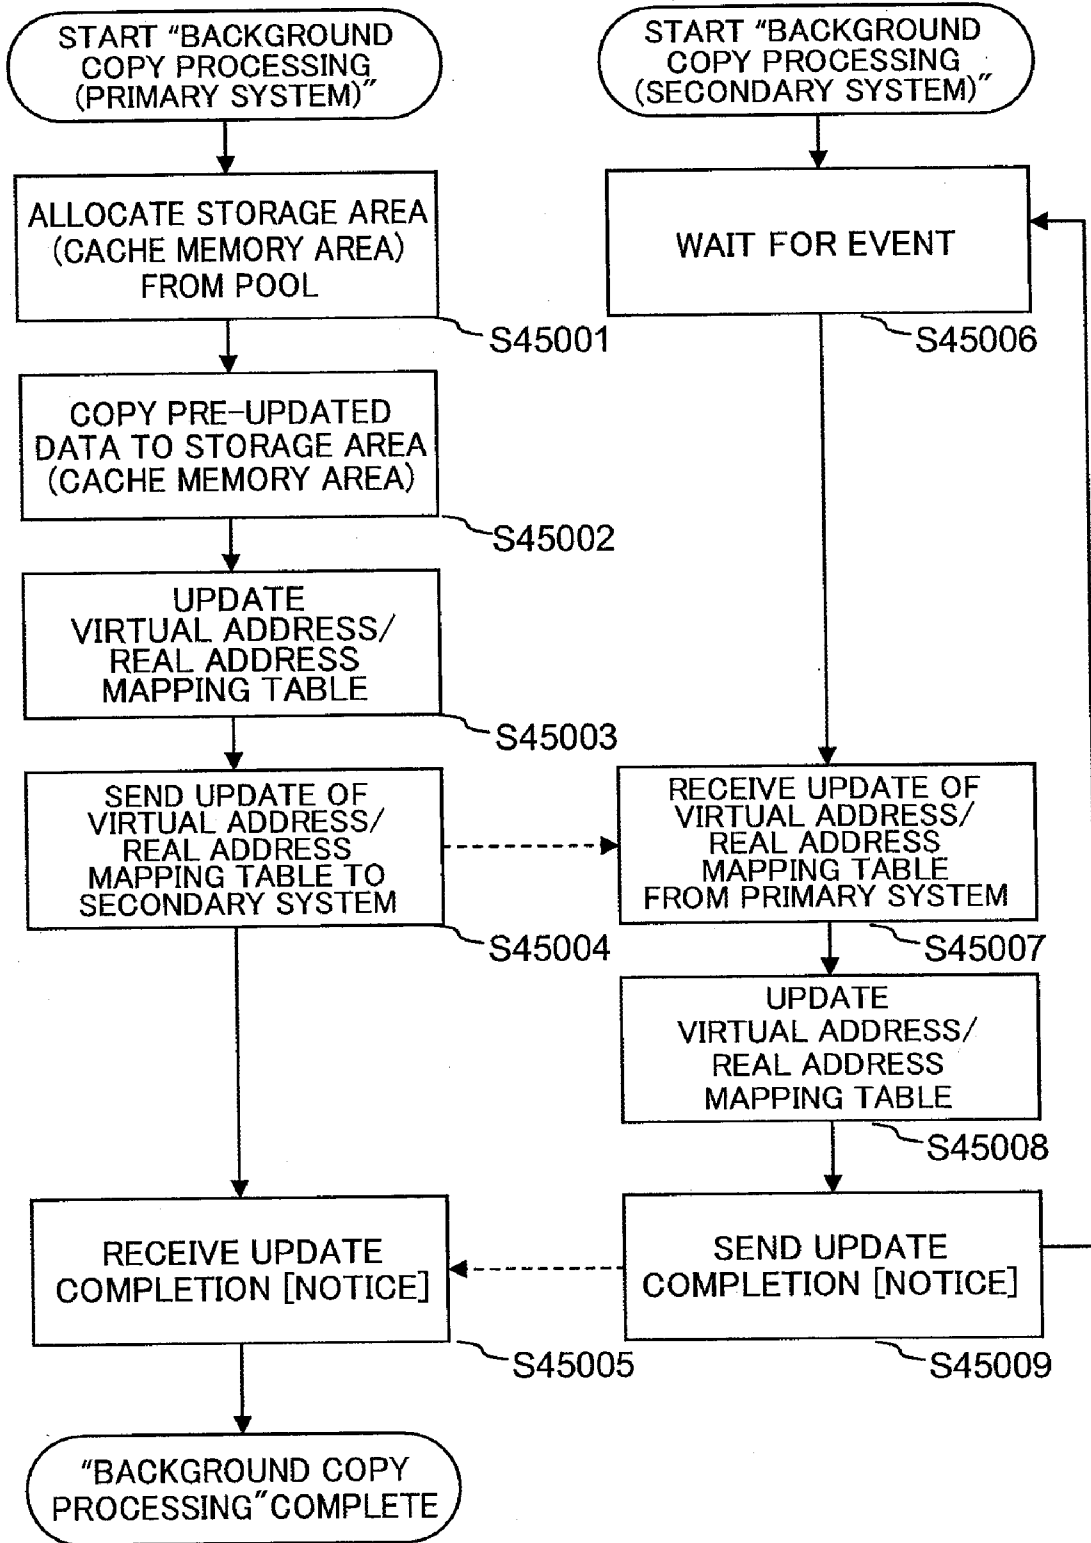 START “BACKGROUND
COPY PROCESSING
(PRIMARY SYSTEM)”
ALLOCATE STORAGE AREA
(CACHE MEMORY AREA)
FROM POOL
S45001
COPY PRE-UPDATED
DATA TO STORAGE AREA
(CACHE MEMORY AREA)
S45002
UPDATE
VIRTUAL ADDRESS/
REAL ADDRESS
MAPPING TABLE
S45003
SEND UPDATE OF
VIRTUAL ADDRESS/
REAL ADDRESS
MAPPING TABLE TO
SECONDARY SYSTEM
S45004
RECEIVE UPDATE
COMPLETION [NOTICE]
S45005
“BACKGROUND COPY
PROCESSING” COMPLETE
START “BACKGROUND
COPY PROCESSING
(SECONDARY SYSTEM)”
WAIT FOR EVENT
S45006
RECEIVE UPDATE OF
VIRTUAL ADDRESS/
REAL ADDRESS
MAPPING TABLE
FROM PRIMARY SYSTEM
S45007
UPDATE
VIRTUAL ADDRESS/
REAL ADDRESS
MAPPING TABLE
S45008
SEND UPDATE
COMPLETION [NOTICE]
S45009